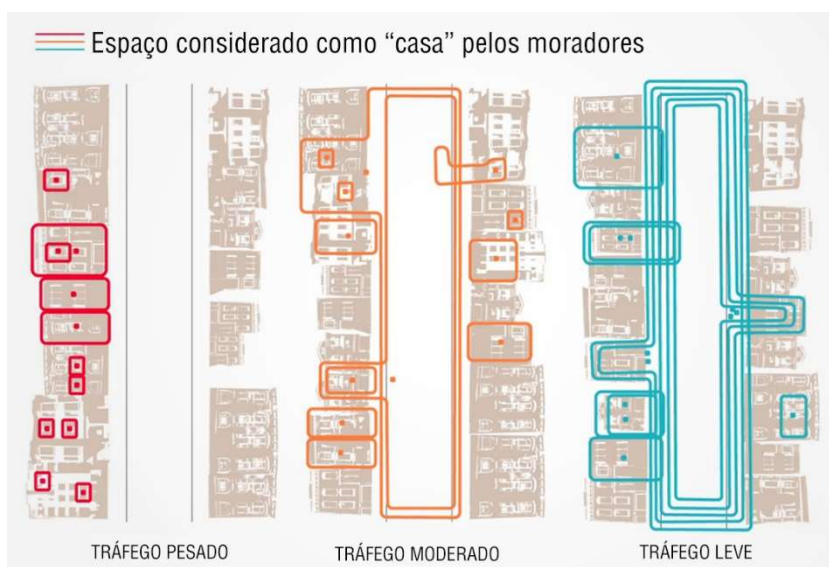 Espaço considerado como “casa” pelos moradores
TRÁFEGO PESADO
TRÁFEGO MODERADO
TRÁFEGO LEVE